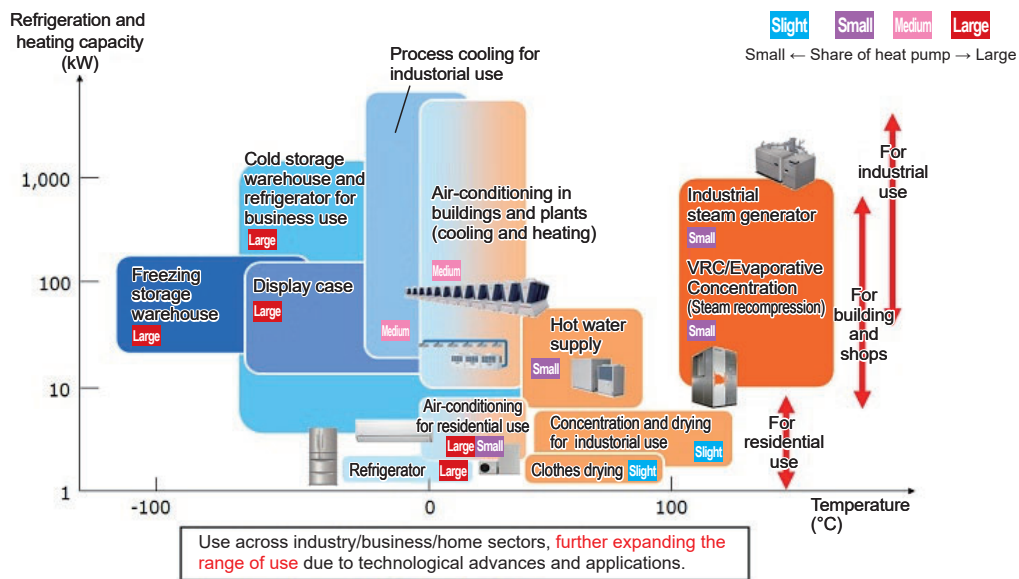 Refrigeration and
heating capacity
(kW)
Slight Small Medium Large
Small ← Share of heat pump → Large
Process cooling for
industorial use
Cold storage
warehouse and
refrigerator for
business use
Large
Air-conditioning in
buildings and plants
(cooling and heating)
Medium
Industrial
steam generator
Small
VRC/Evaporative
Concentration
(Steam recompression)
Small
For
industrial
use
For
building
and
shops
For
residential
use
Freezing
storage
warehouse
Large
Display case
Large
Medium
Hot water
supply
Small
Air-conditioning
for residential use
Large Small
Concentration and drying
for industorial use
Slight
Refrigerator Large
Clothes drying Slight
1,000
100
10
1
-100
0
100
Temperature
(°C)
Use across industry/business/home sectors, further expanding the
range of use due to technological advances and applications.